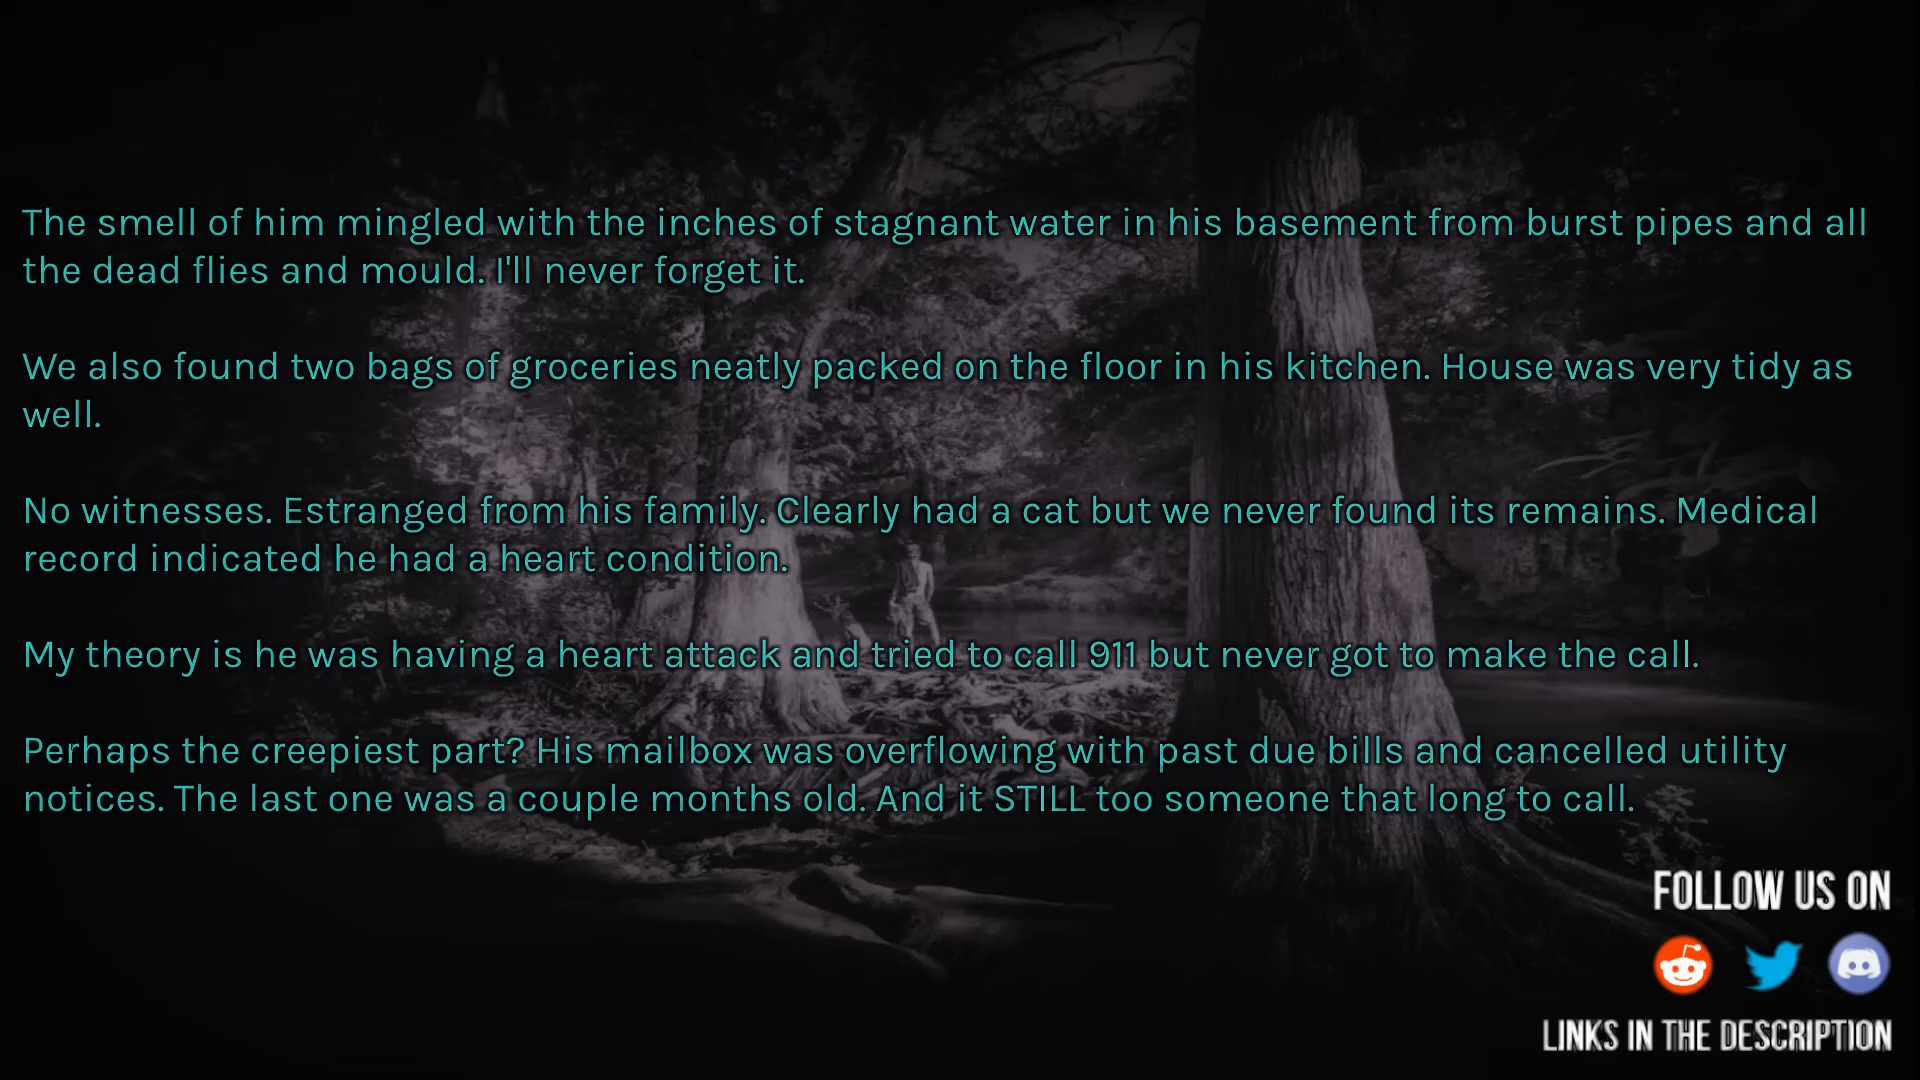 The smell of him mingled with the inches of stagnant water in his basement from burst pipes and all
the dead flies and mould. I'll never forget it.
We also found two bags of groceries neatly packed on the floor in his kitchen. House was very tidy as
well.
No witnesses. Estranged from his family. Clearly had a cat but we never found its remains. Medical
record indicated he had a heart condition.
My theory is he was having a heart attack and tried to call 911 but never got to make the call.
Perhaps the creepiest part? His mailbox was overflowing with past due bills and cancelled utility
notices. The last one was a couple months old. And it STILL too someone that long to call.
FOLLOW US ON
LINKS IN THE DESCRIPTION